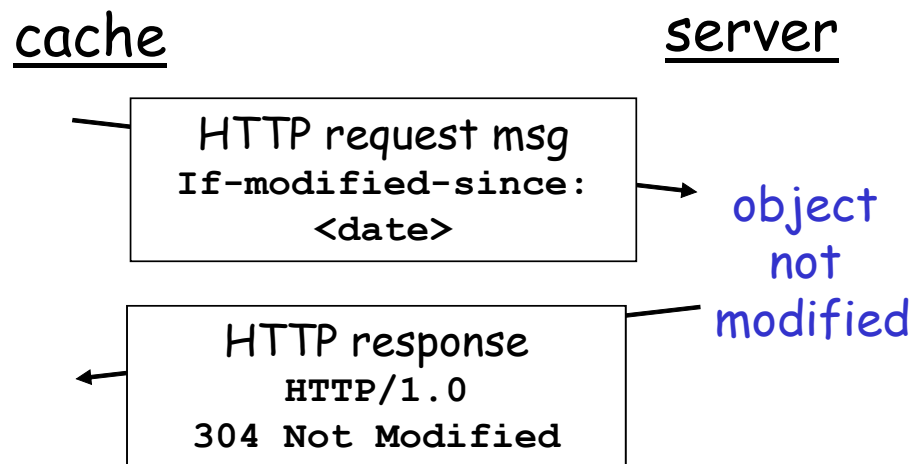 cache
server
HTTP request msg
If-modified-since:
<date>
object
not
modified
HTTP response
HTTP/1.0
304 Not Modified